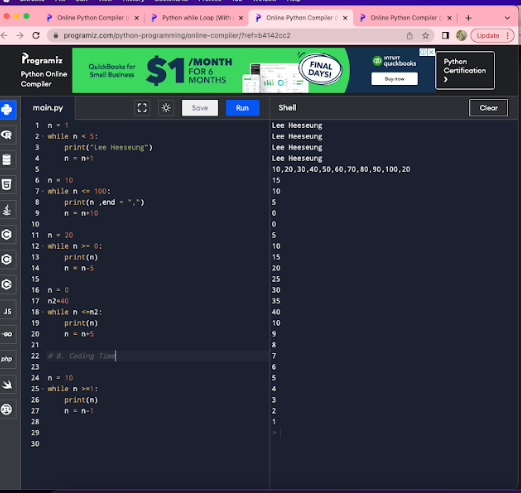 Online Python Compiler (
Python while Loop (With
Online Python Compiler (
Online Python Compiler (
programiz.com/python-programming/online-compiler/?ref=b4142cc2
Update
Programiz
Python Online
Compiler
QuickBooks for
Small Business
$1
/MONTH
FOR 6
MONTHS
FINAL
DAYS!
intuit
quickbooks
Buy now
Python
Certification
main.py
Save
Run
Shell
Clear
1 n = 1
2 while n < 5:
3 print("Lee Heeseung")
4 n = n+1
5
6 n = 10
7 while n <= 100:
8 print(n ,end = ",")
9 n = n+10
10
11 n = 20
12 while n >= 0:
13 print(n)
14 n = n-5
15
16 n = 0
17 n2=40
18 while n <=n2:
19 print(n)
20 n = n+5
21
22 # B. Coding Time
23
24 n = 10
25 while n >=1:
26 print(n)
27 n = n-1
28
29
30
Lee Heeseung
Lee Heeseung
Lee Heeseung
Lee Heeseung
10,20,30,40,50,60,70,80,90,100,20
15
10
5
0
0
5
10
15
20
25
30
35
40
10
9
8
7
6
5
4
3
2
1
>
JS
php